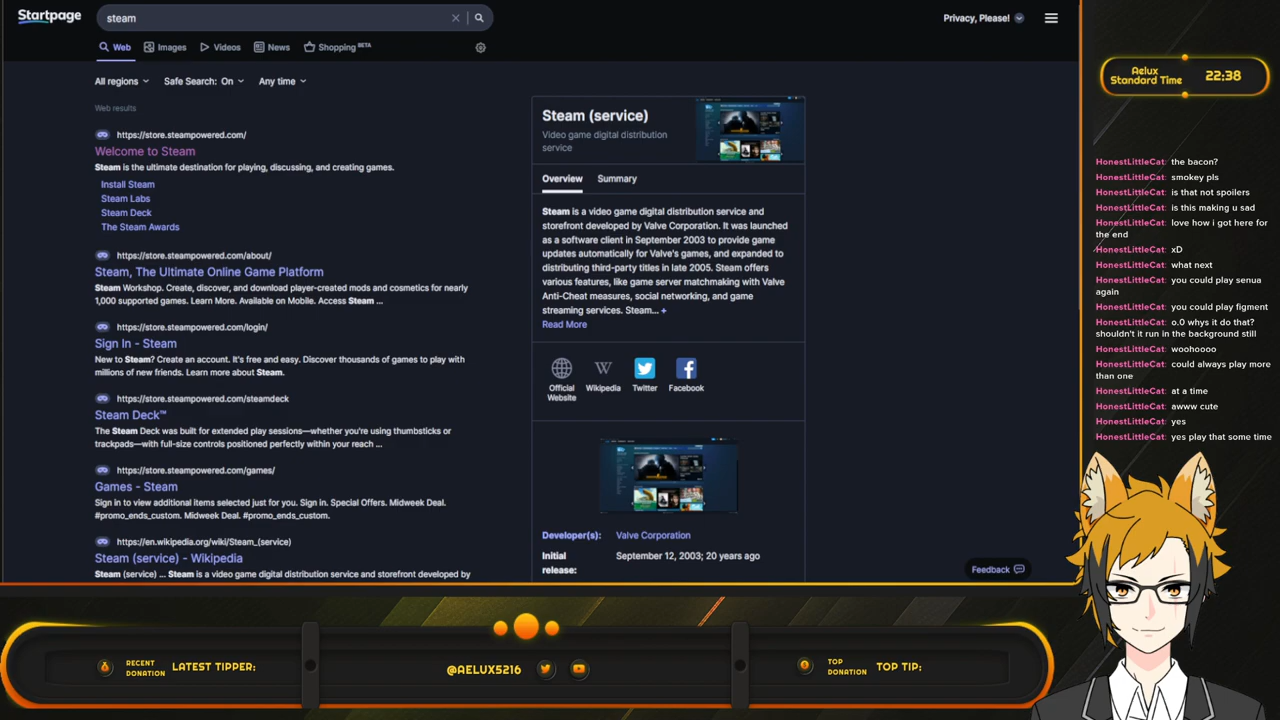 Startpage
steam
Privacy, Please!
Web
Images
Videos
News
Shopping BETA
All regions
Safe Search: On
Any time
Web results
https://store.steampowered.com/
Welcome to Steam
Steam is the ultimate destination for playing, discussing, and creating games.
Install Steam
Steam Labs
Steam Deck
The Steam Awards
https://store.steampowered.com/about/
Steam, The Ultimate Online Game Platform
Steam Workshop. Create, discover, and download player-created mods and cosmetics for nearly
1,000 supported games. Learn More. Available on Mobile. Access Steam ...
https://store.steampowered.com/login/
Sign In - Steam
New to Steam? Create an account. It's free and easy. Discover thousands of games to play with
millions of new friends. Learn more about Steam.
https://store.steampowered.com/steamdeck
Steam Deck™
The Steam Deck was built for extended play sessions—whether you're using thumbsticks or
trackpads—with full-size controls positioned perfectly within your reach ...
https://store.steampowered.com/games/
Games - Steam
Sign in to view additional items selected just for you. Sign in. Special Offers. Midweek Deal.
#promo_ends_custom. Midweek Deal. #promo_ends_custom.
https://en.wikipedia.org/wiki/Steam_(service)
Steam (service) - Wikipedia
Steam (service) ... Steam is a video game digital distribution service and storefront developed by
Steam (service)
Video game digital distribution
service
Overview
Summary
Steam is a video game digital distribution service and
storefront developed by Valve Corporation. It was launched
as a software client in September 2003 to provide game
updates automatically for Valve's games, and expanded to
distributing third-party titles in late 2005. Steam offers
various features, like game server matchmaking with Valve
Anti-Cheat measures, social networking, and game
streaming services. Steam... +
Read More
Official
Website
Wikipedia
Twitter
Facebook
Developer(s):
Valve Corporation
Initial
release:
September 12, 2003; 20 years ago
Feedback
Aelux
Standard Time
22:38
HonestLittleCat: the bacon?
HonestLittleCat: smokey pls
HonestLittleCat: is that not spoilers
HonestLittleCat: is this making u sad
HonestLittleCat: love how i got here for
the end
HonestLittleCat: xD
HonestLittleCat: what next
HonestLittleCat: you could play senua
again
HonestLittleCat: you could play figment
HonestLittleCat: o.0 whys it do that?
shouldn't it run in the background still
HonestLittleCat: woohoooo
HonestLittleCat: could always play more
than one
HonestLittleCat: at a time
HonestLittleCat: awww cute
HonestLittleCat: yes
HonestLittleCat: yes play that some time
RECENT
DONATION
LATEST TIPPER:
@AELUX5216
TOP
DONATION
TOP TIP: